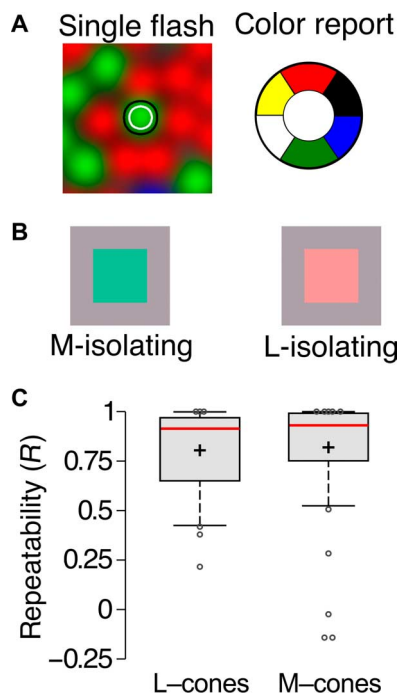 A Single flash Color report
B
M-isolating L-isolating
C
Repeatability (R)
1
0.75
0.5
0.25
0
−0.25
L–cones M–cones